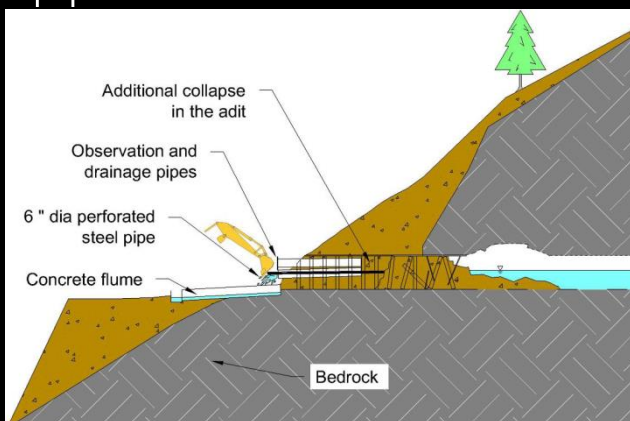 Additional collapse
in the adit
Observation and
drainage pipes
6 " dia perforated
steel pipe
Concrete flume
Bedrock